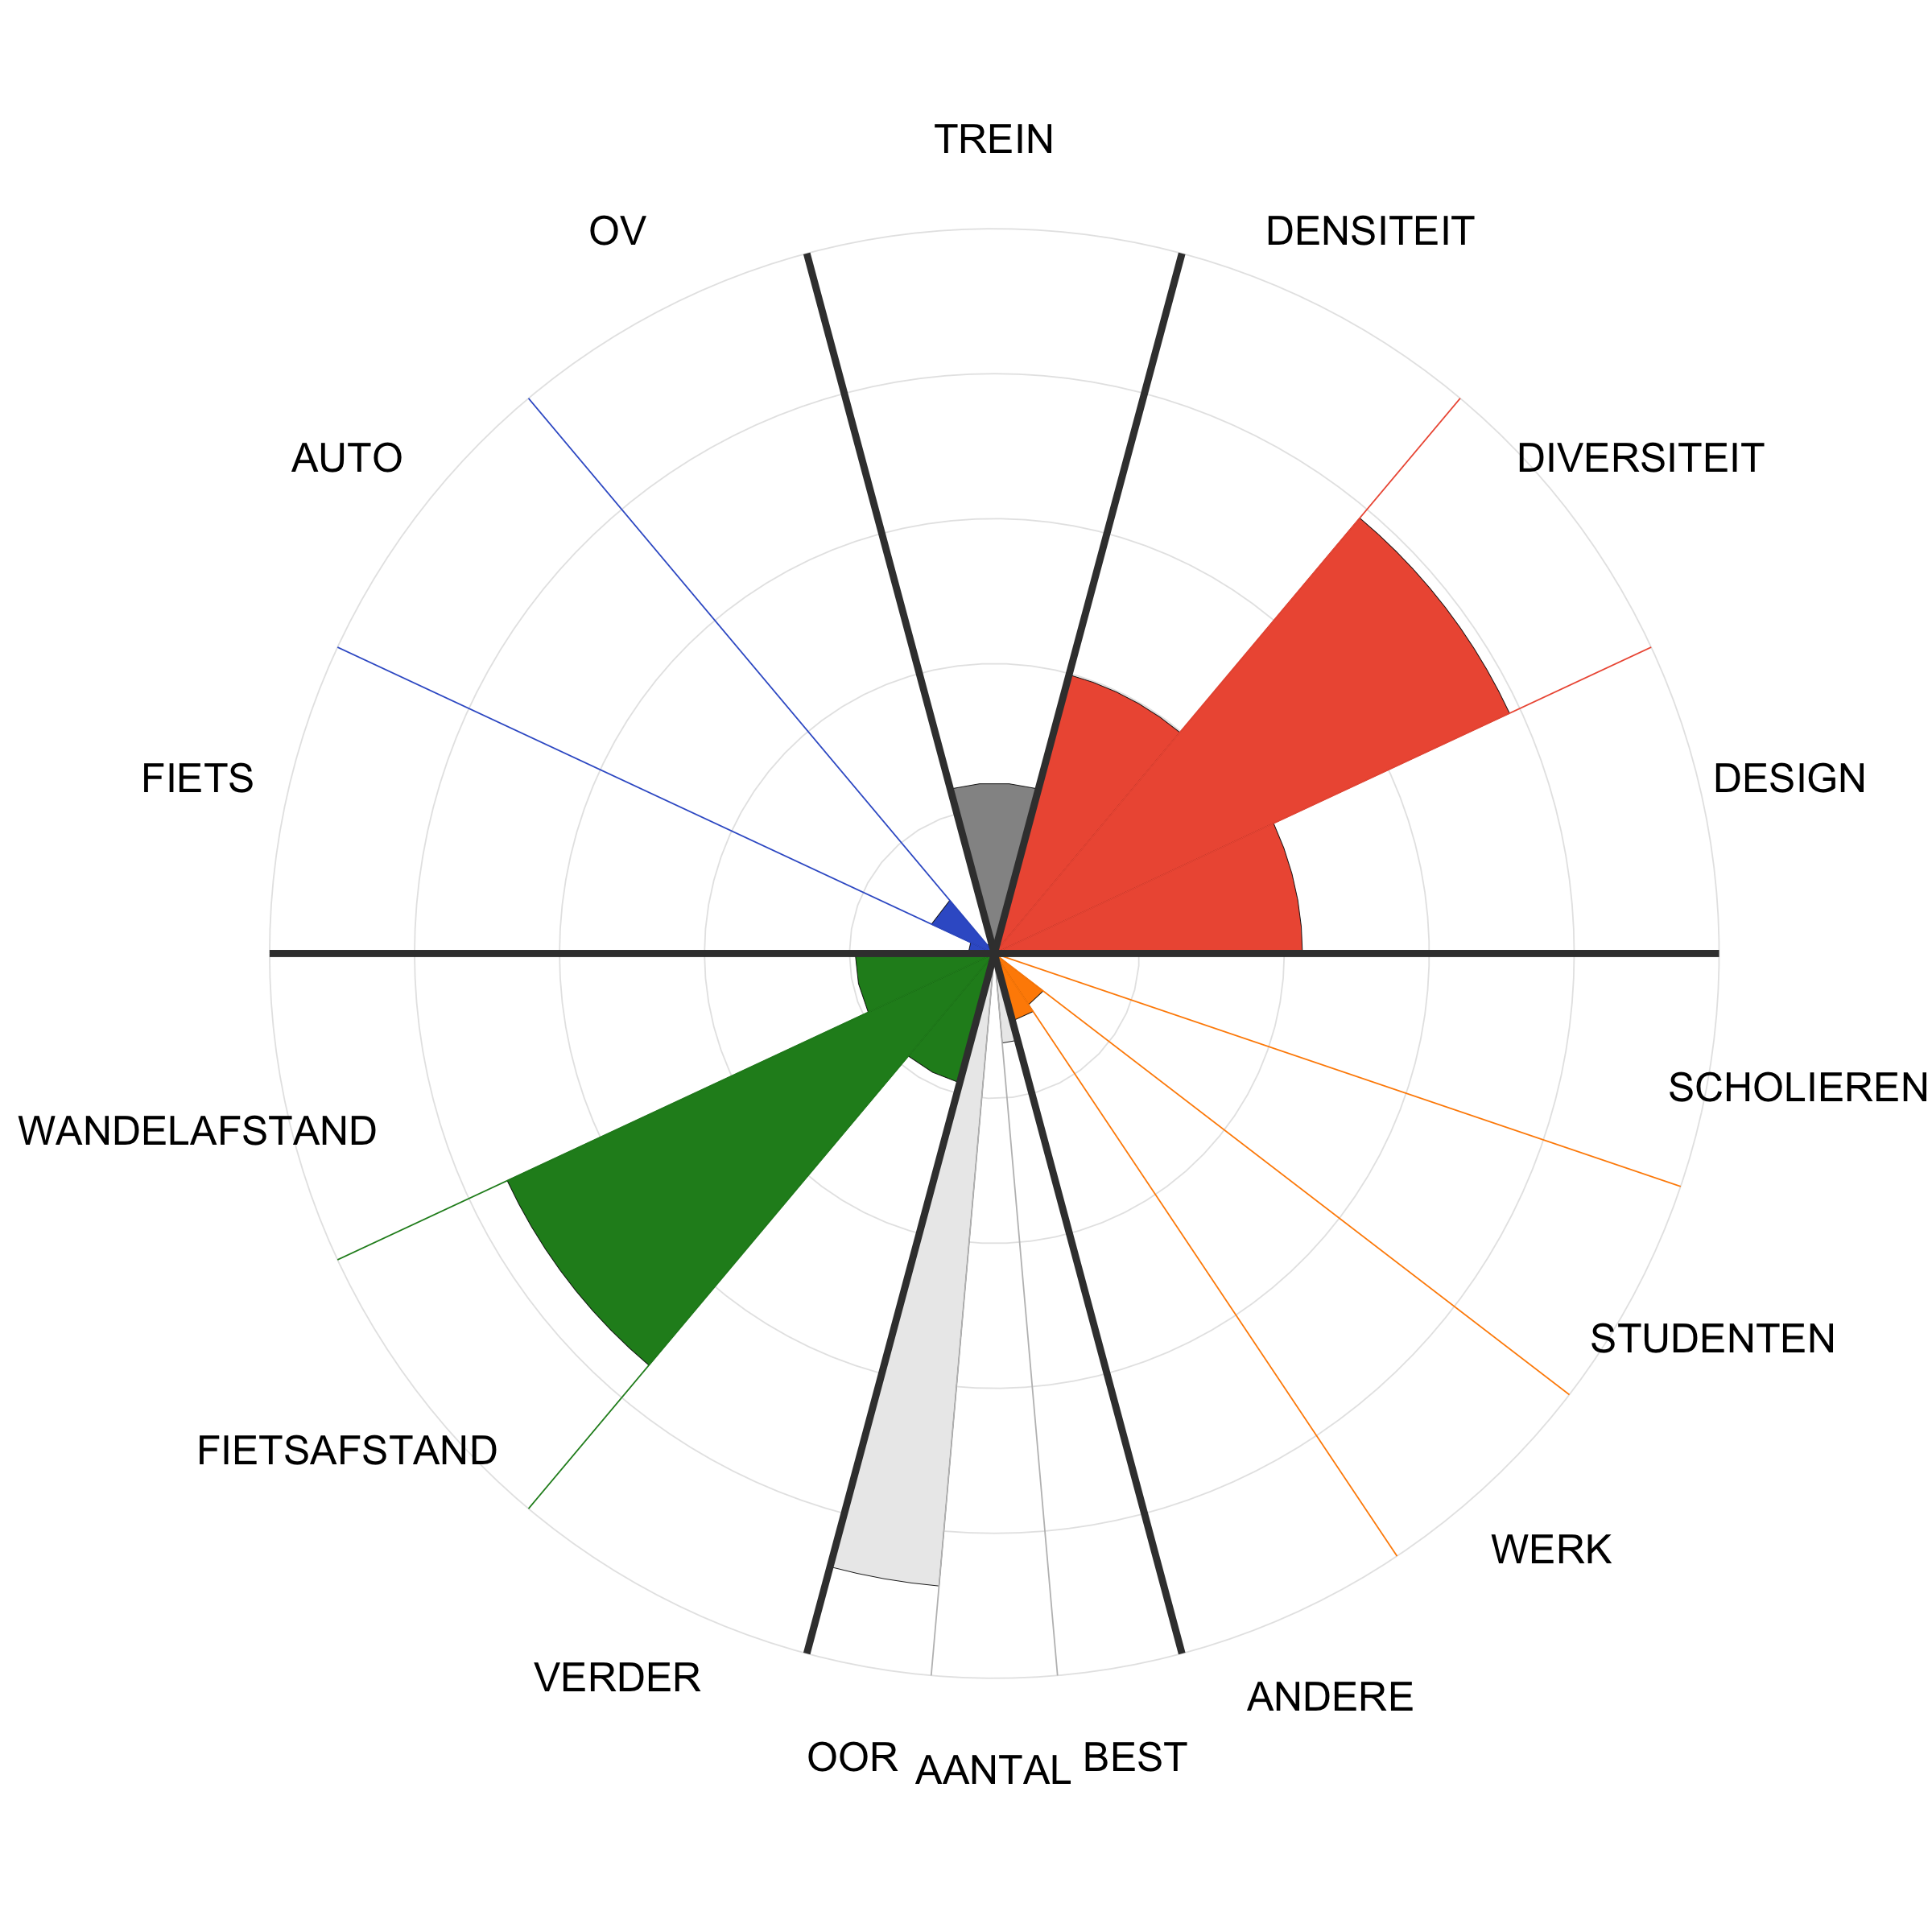 TREIN
OV
DENSITEIT
AUTO
DIVERSITEIT
FIETS
DESIGN
SCHOLIEREN
WANDELAFSTAND
STUDENTEN
FIETSAFSTAND
WERK
VERDER
ANDERE
OOR
AANTAL
BEST